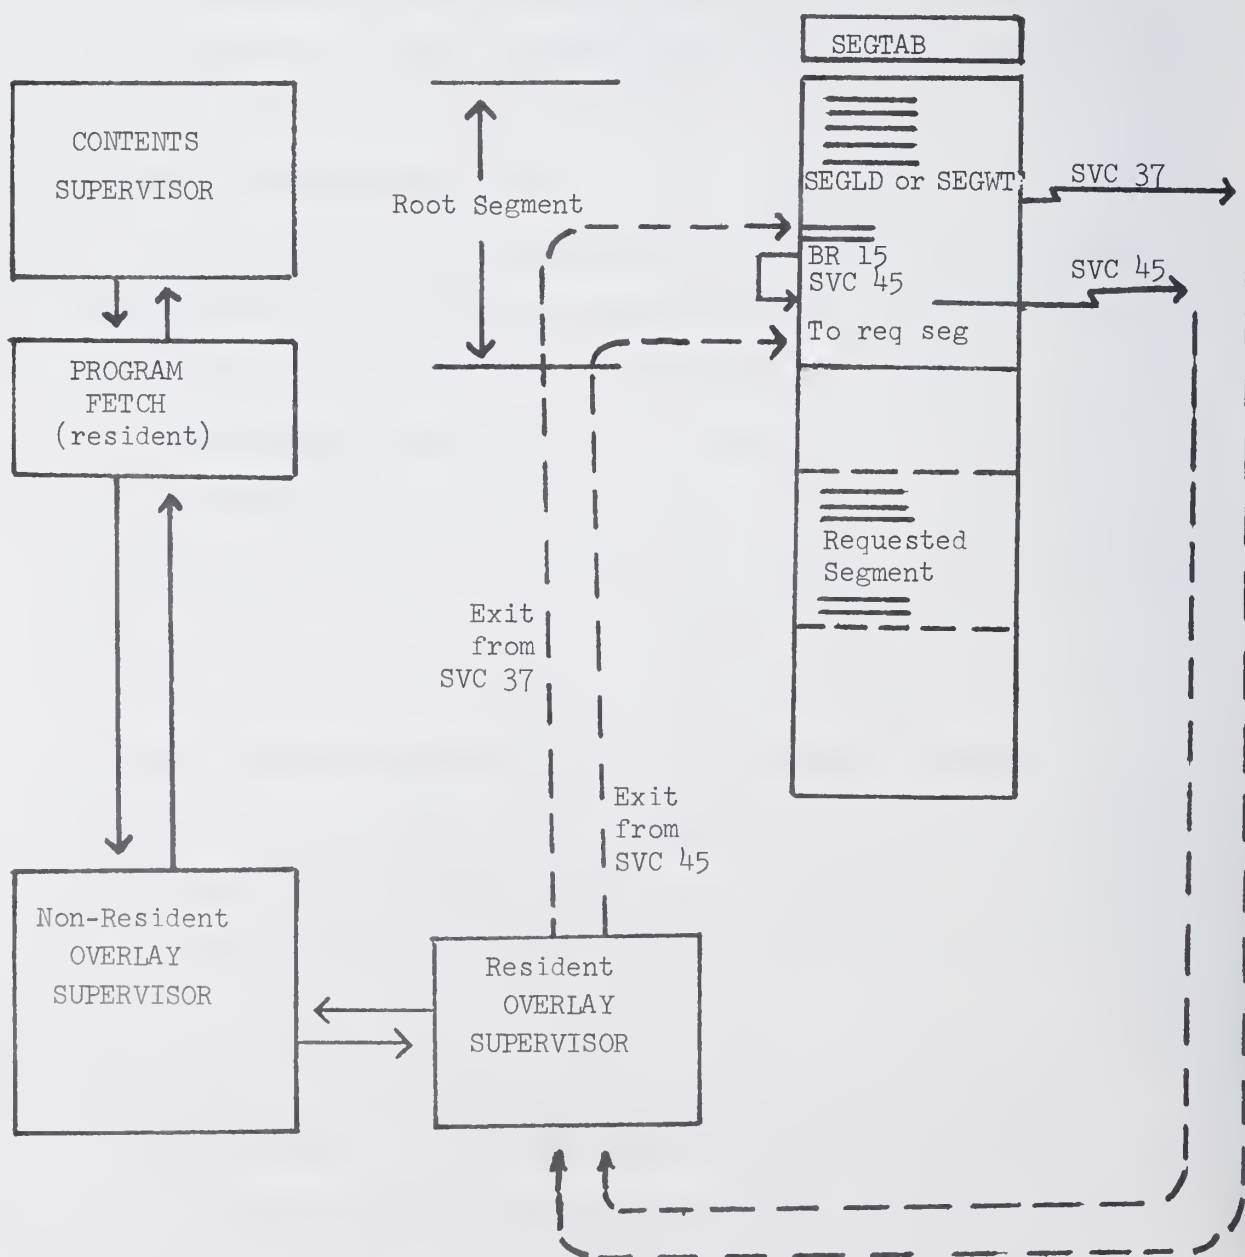 SEGTAB
CONTENTS
SUPERVISOR
SEGLD or SEGWT
SVC 37
Root Segment
BR 15
SVC 45
SVC 45
To req seg
PROGRAM
FETCH
(resident)
Requested
Segment
Exit
from
SVC 37
Exit
from
SVC 45
Non-Resident
OVERLAY
SUPERVISOR
Resident
OVERLAY
SUPERVISOR